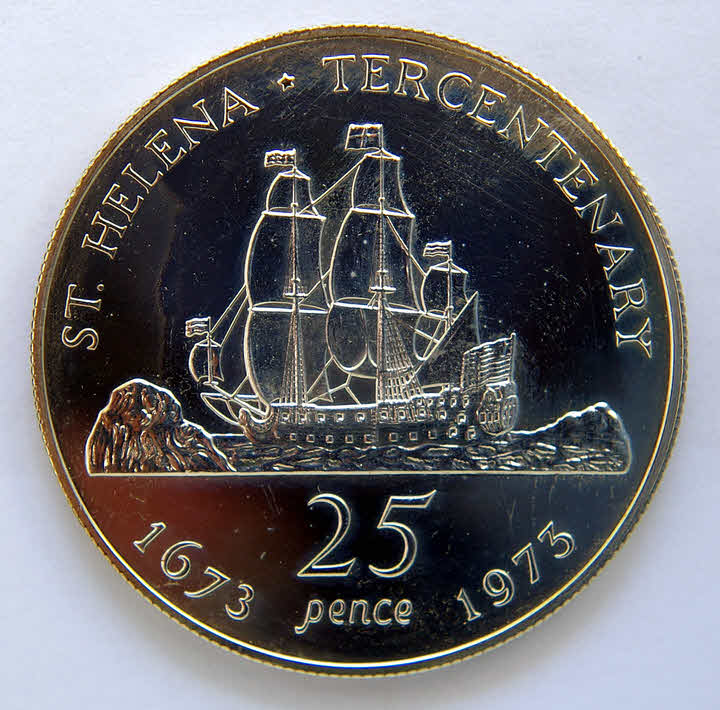 ST. HELENA · TERCENTENARY
25
pence
1673 1973